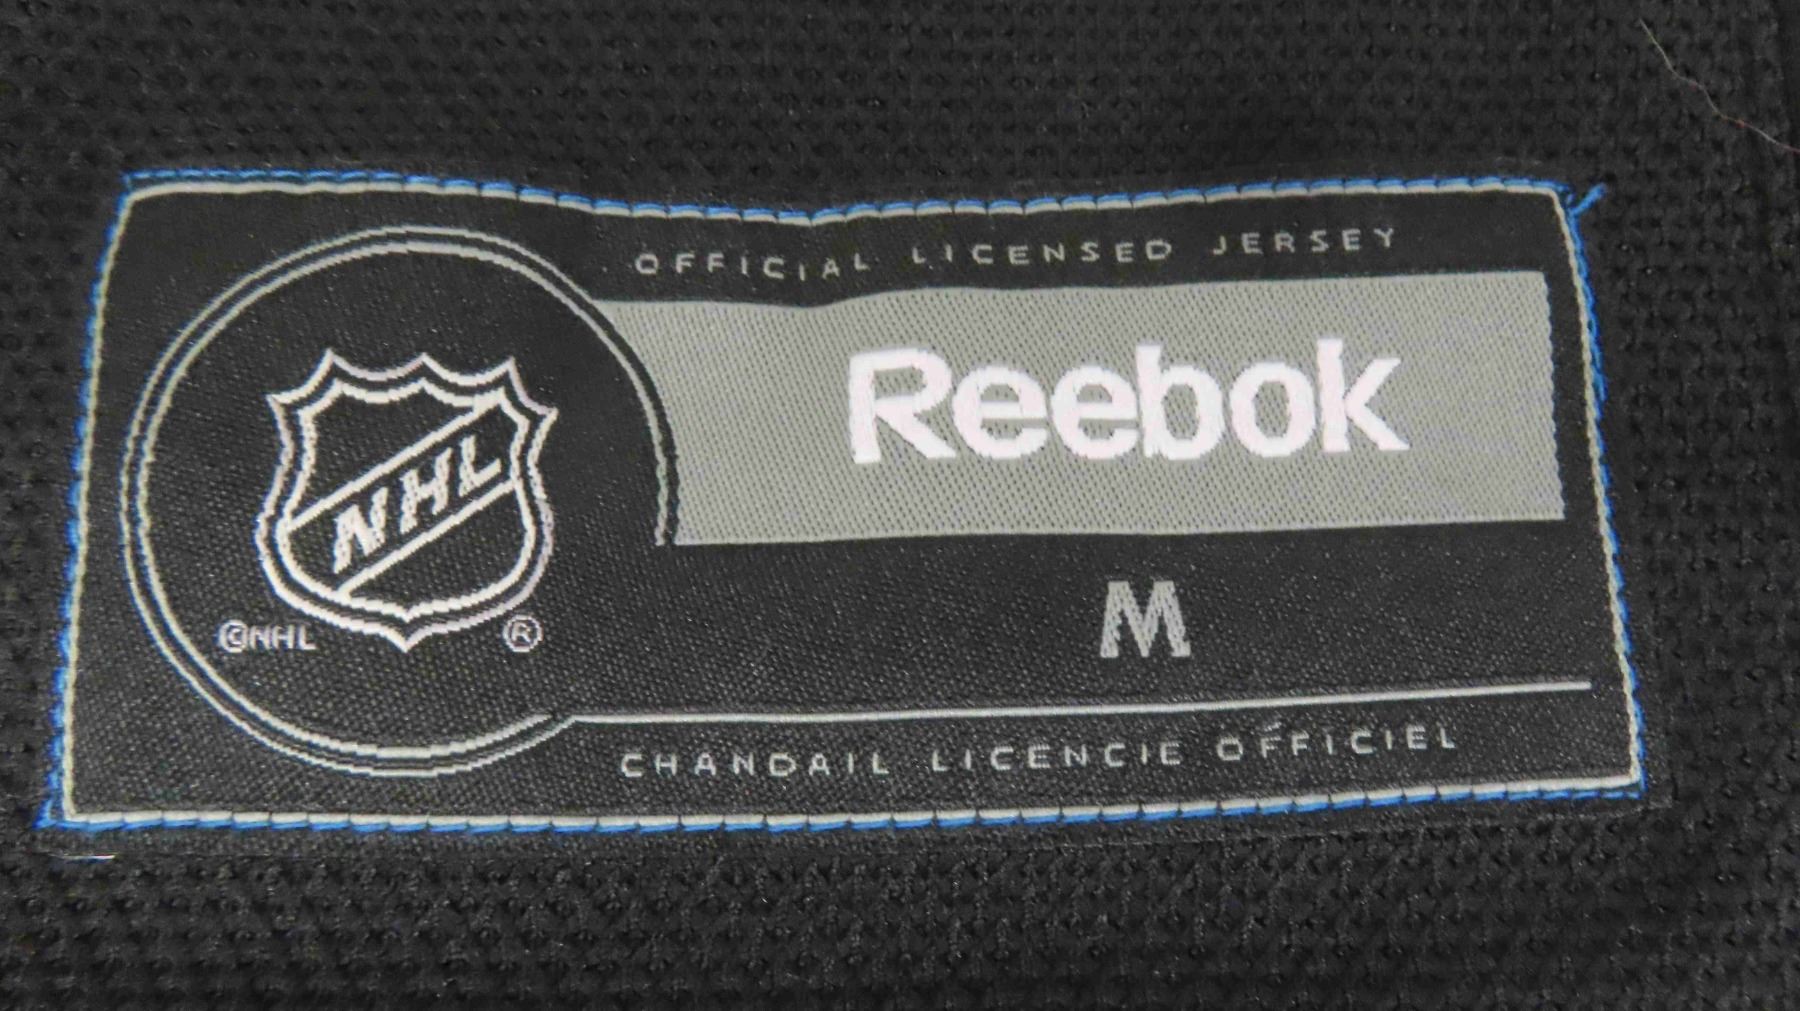 OFFICIAL LICENSED JERSEY
Reebok
NHL
©NHL ®
M
CHANDAIL LICENCIE OFFICIEL